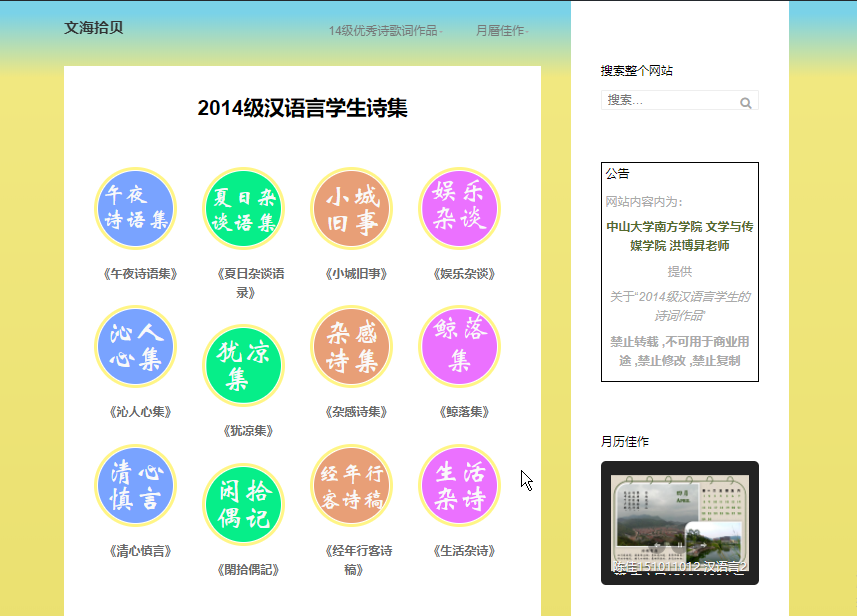 文海拾贝
14级优秀诗歌词作品
月曆佳作
2014级汉语言学生诗集
午夜
诗语集
夏日杂
谈语集
小城
旧事
娱乐
杂谈
《午夜诗语集》
《夏日杂谈语
录》
《小城旧事》
《娱乐杂谈》
沁人
心集
犹凉
集
杂感
诗集
鲸落
集
《沁人心集》
《犹凉集》
《杂感诗集》
《鲸落集》
清心
慎言
闲拾
偶记
经年行
客诗稿
生活
杂诗
《清心慎言》
《閑拾偶記》
《经年行客诗
稿》
《生活杂诗》
搜索整个网站
搜索...
公告
网站内容内为：
中山大学南方学院 文学与传
媒学院 洪博昇老师
提供
关于“2014级汉语言学生的
诗词作品”
禁止转载 ,不可用于商业用
途 ,禁止修改 ,禁止复制
月历佳作
四月